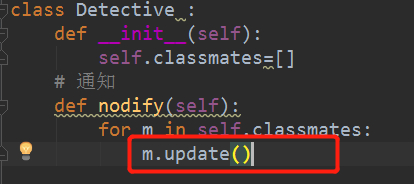 class Detective :
def __init__(self):
self.classmates=[]
# 通知
def nodify(self):
for m in self.classmates:
m.update()